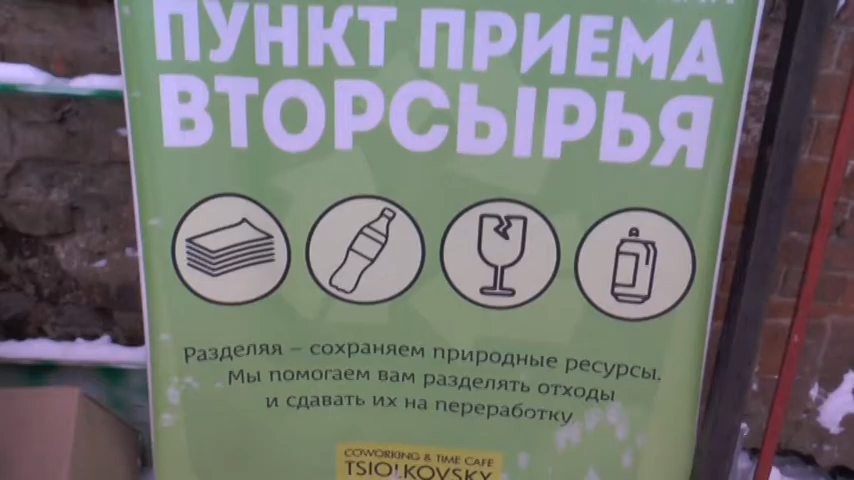 ПУНКТ ПРИЕМА
ВТОРСЫРЬЯ
Разделяя – сохраняем природные ресурсы.
Мы помогаем вам разделять отходы
и сдавать их на переработку
COWORKING & TIME CAFE
TSIOLKOVSKY